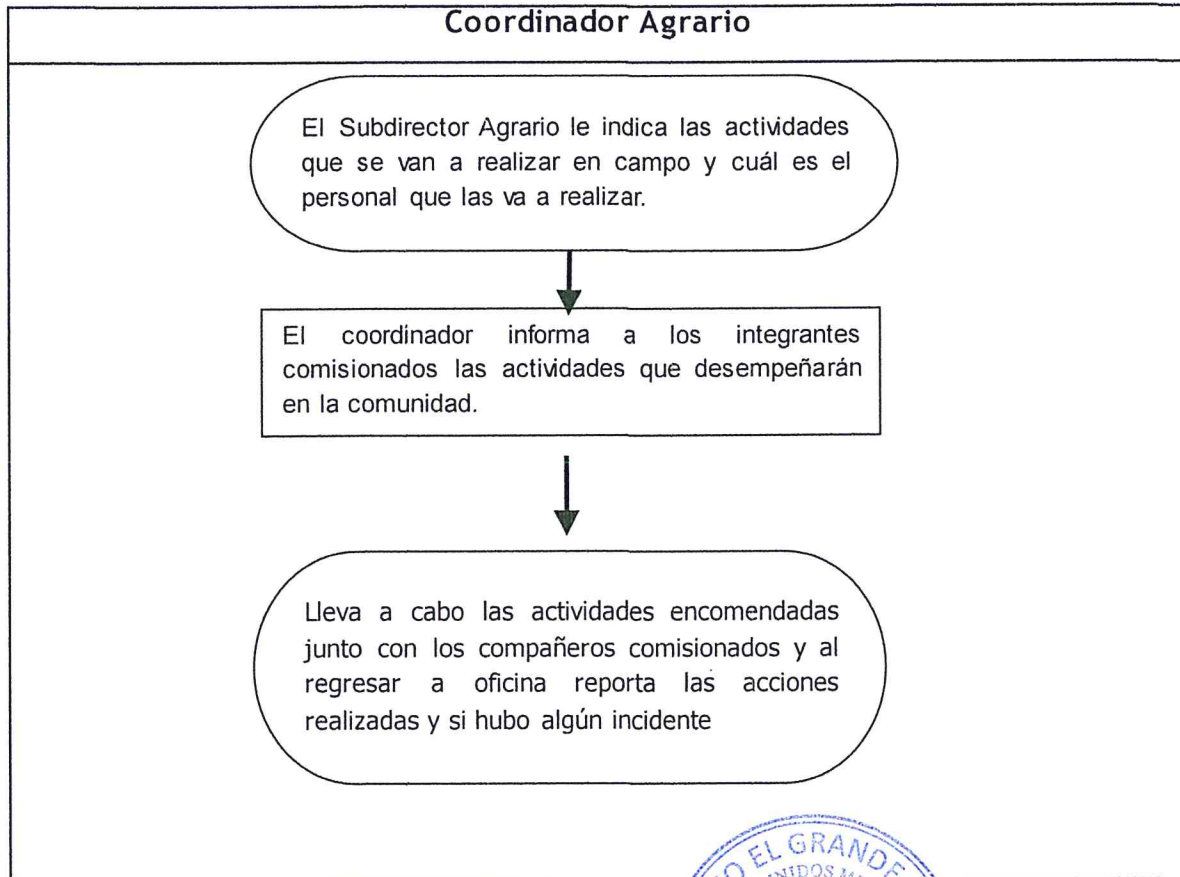 Coordinador Agrario
El Subdirector Agrario le indica las actividades
que se van a realizar en campo y cuál es el
personal que las va a realizar.
El coordinador informa a los integrantes
comisionados las actividades que desempeñarán
en la comunidad.
Lleva a cabo las actividades encomendadas
junto con los compañeros comisionados y al
regresar a oficina reporta las acciones
realizadas y si hubo algún incidente
EL GRANDE